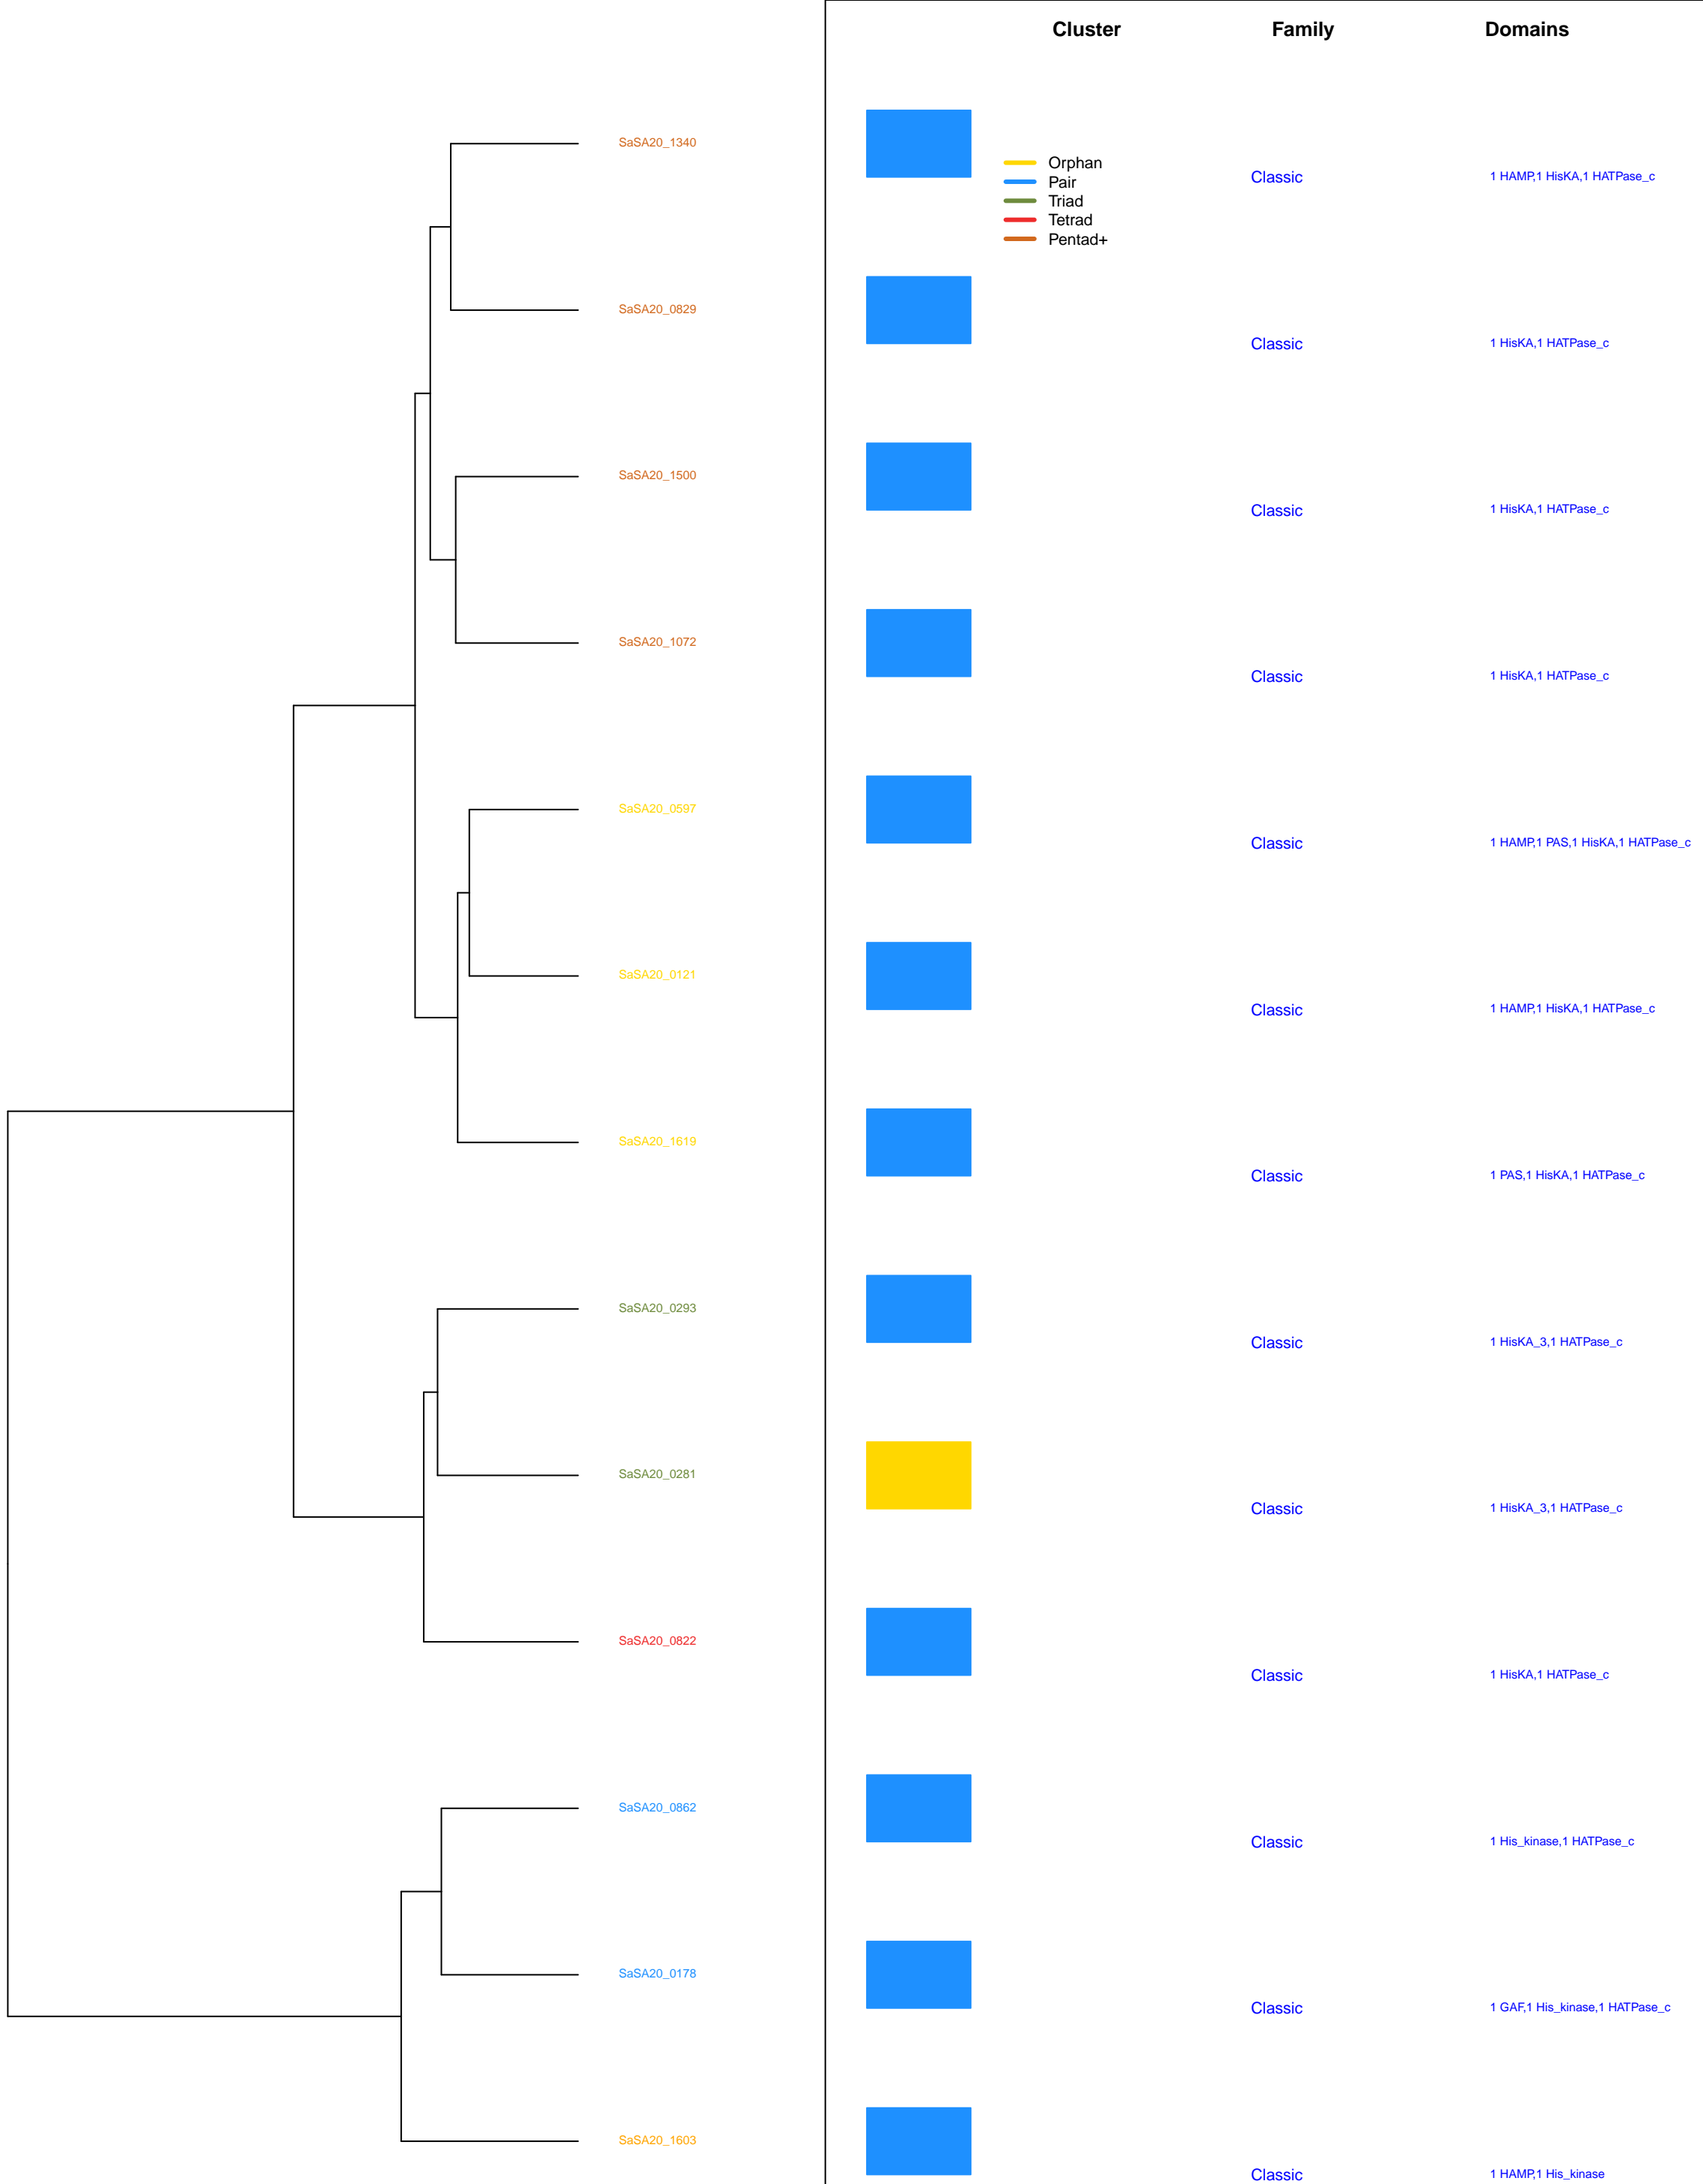 Cluster Family Domains
SaSA20_1340
Orphan
Pair
Triad
Tetrad
Pentad+
Classic 1 HAMP,1 HisKA,1 HATPase_c
SaSA20_0829
Classic 1 HisKA,1 HATPase_c
SaSA20_1500
Classic 1 HisKA,1 HATPase_c
SaSA20_1072
Classic 1 HisKA,1 HATPase_c
SaSA20_0597
Classic 1 HAMP,1 PAS,1 HisKA,1 HATPase_c
SaSA20_0121
Classic 1 HAMP,1 HisKA,1 HATPase_c
SaSA20_1619
Classic 1 PAS,1 HisKA,1 HATPase_c
SaSA20_0293
Classic 1 HisKA_3,1 HATPase_c
SaSA20_0281
Classic 1 HisKA_3,1 HATPase_c
SaSA20_0822
Classic 1 HisKA,1 HATPase_c
SaSA20_0862
Classic 1 His_kinase,1 HATPase_c
SaSA20_0178
Classic 1 GAF,1 His_kinase,1 HATPase_c
SaSA20_1603
Classic 1 HAMP,1 His_kinase